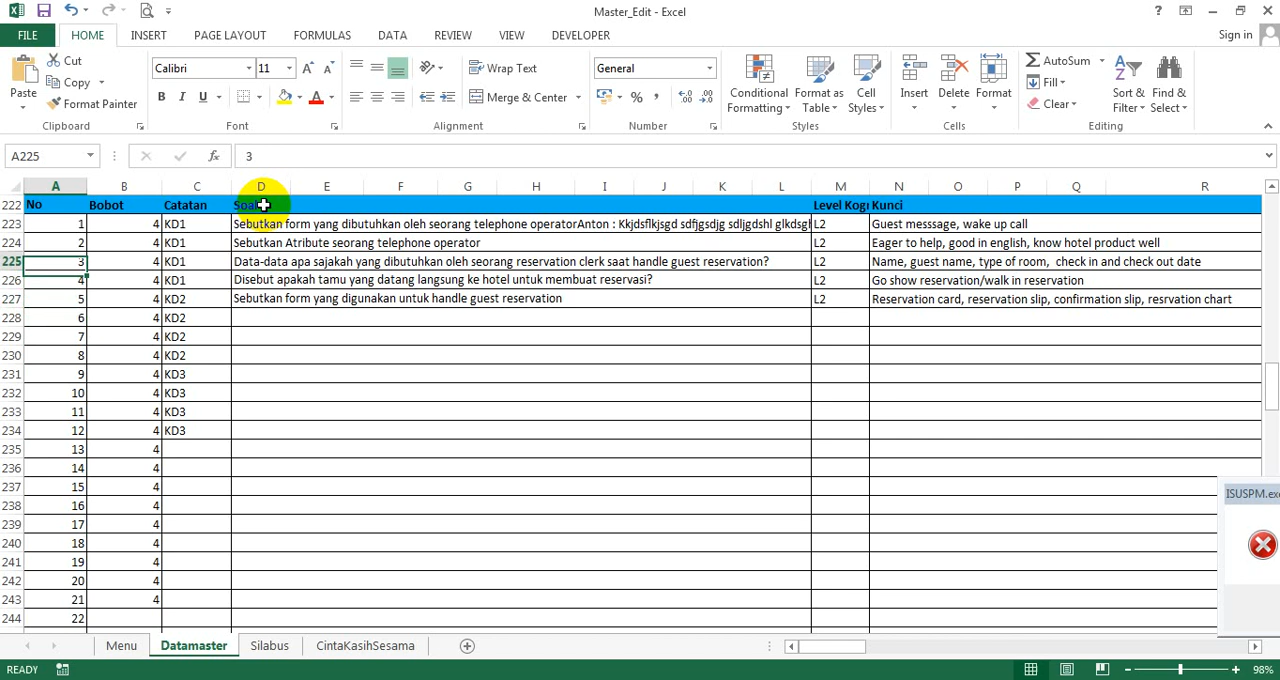 Master_Edit - Excel
FILE HOME INSERT PAGE LAYOUT FORMULAS DATA REVIEW VIEW DEVELOPER Sign in
Paste
Cut
Copy
Format Painter
Clipboard
Calibri 11
B I U
Font
Wrap Text
Merge & Center
Alignment
General
%
Number
Conditional Formatting
Format as Table
Cell Styles
Styles
Insert
Delete
Format
Cells
AutoSum
Fill
Clear
Sort & Filter
Find & Select
Editing
A225 fx 3
A B C D E F G H I J K L M N O P Q R
222 No Bobot Catatan Soal Level Kogi Kunci
223 1 4 KD1 Sebutkan form yang dibutuhkan oleh seorang telephone operatorAnton : Kkjdsflkjsgd sdfjgsdjg sdljgdshl glkdsgl L2 Guest messsage, wake up call
224 2 4 KD1 Sebutkan Atribute seorang telephone operator L2 Eager to help, good in english, know hotel product well
225 3 4 KD1 Data-data apa sajakah yang dibutuhkan oleh seorang reservation clerk saat handle guest reservation? L2 Name, guest name, type of room, check in and check out date
226 4 4 KD1 Disebut apakah tamu yang datang langsung ke hotel untuk membuat reservasi? L2 Go show reservation/walk in reservation
227 5 4 KD2 Sebutkan form yang digunakan untuk handle guest reservation L2 Reservation card, reservation slip, confirmation slip, resrvation chart
228 6 4 KD2
229 7 4 KD2
230 8 4 KD2
231 9 4 KD3
232 10 4 KD3
233 11 4 KD3
234 12 4 KD3
235 13 4
236 14 4
237 15 4
238 16 4
239 17 4
240 18 4
241 19 4
242 20 4
243 21 4
244 22
ISUSPM.exe
Menu Datamaster Silabus CintaKasihSesama
READY 98%